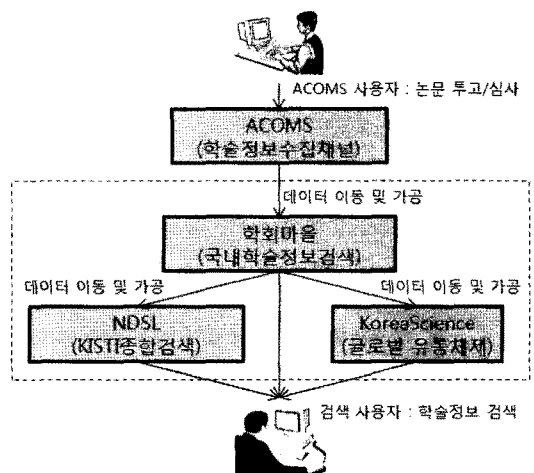 ACOMS 사용자 : 논문 투고/심사
ACOMS
(학술정보수집채널)
데이터 이동 및 가공
학회마을
(국내학술정보검색)
데이터 이동 및 가공
데이터 이동 및 가공
NDSL
(KISTI종합검색)
KoreaScience
(글로벌 유통체제)
검색 사용자 : 학술정보 검색